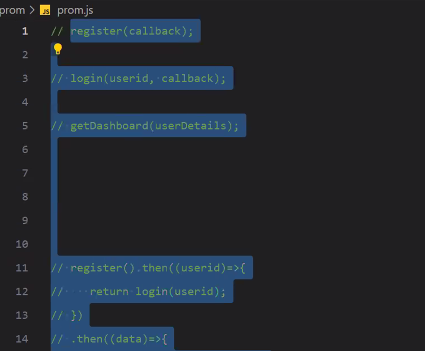 prom > JS prom.js
1 // register(callback);
2
3 // login(userid, callback);
4
5 // getDashboard(userDetails);
6
7
8
9
10
11 // register().then((userid)=>{
12 //     return login(userid);
13 // })
14 // .then((data)=>{